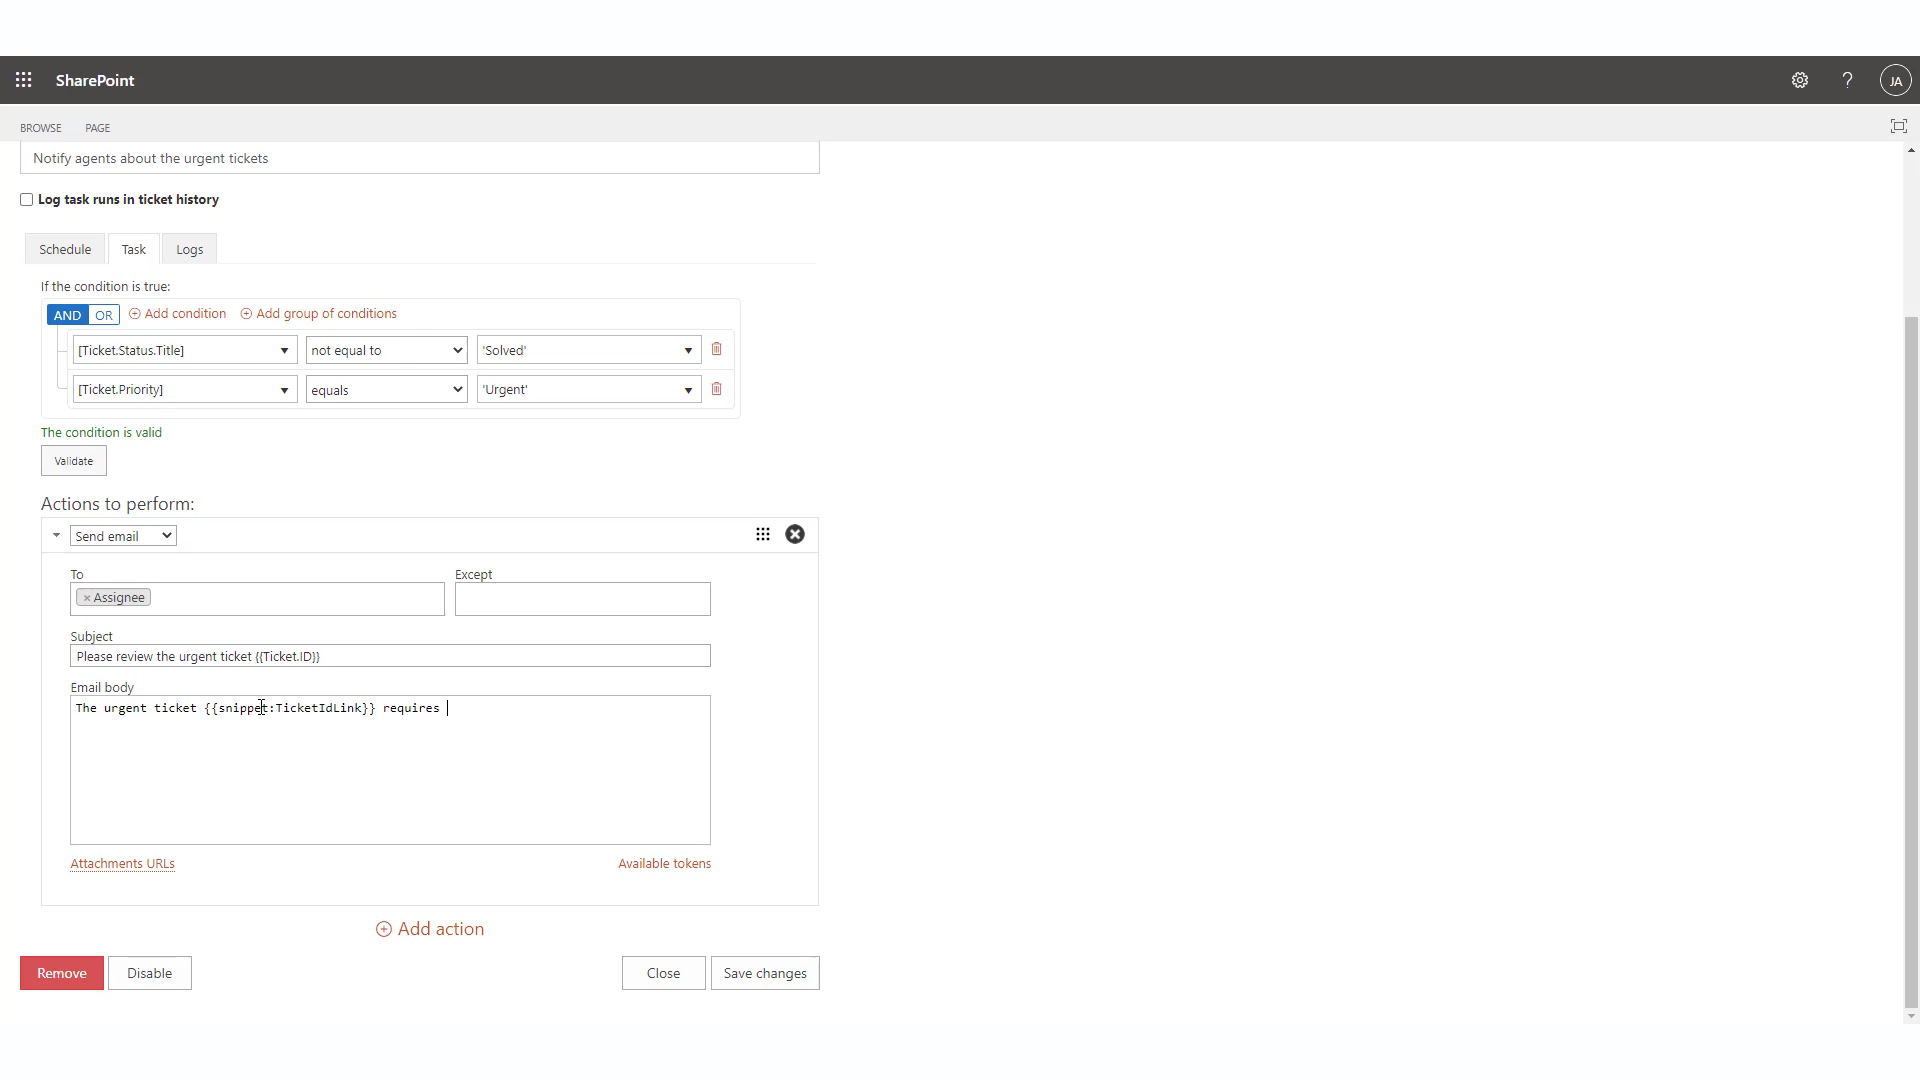 SharePoint
JA
BROWSE PAGE
Notify agents about the urgent tickets
Log task runs in ticket history
Schedule Task Logs
If the condition is true:
AND OR Add condition Add group of conditions
[Ticket.Status.Title] not equal to 'Solved'
[Ticket.Priority] equals 'Urgent'
The condition is valid
Validate
Actions to perform:
Send email
To Except
× Assignee
Subject
Please review the urgent ticket {{Ticket.ID}}
Email body
The urgent ticket {{snippet:TicketIdLink}} requires
Attachments URLs Available tokens
Add action
Remove Disable Close Save changes